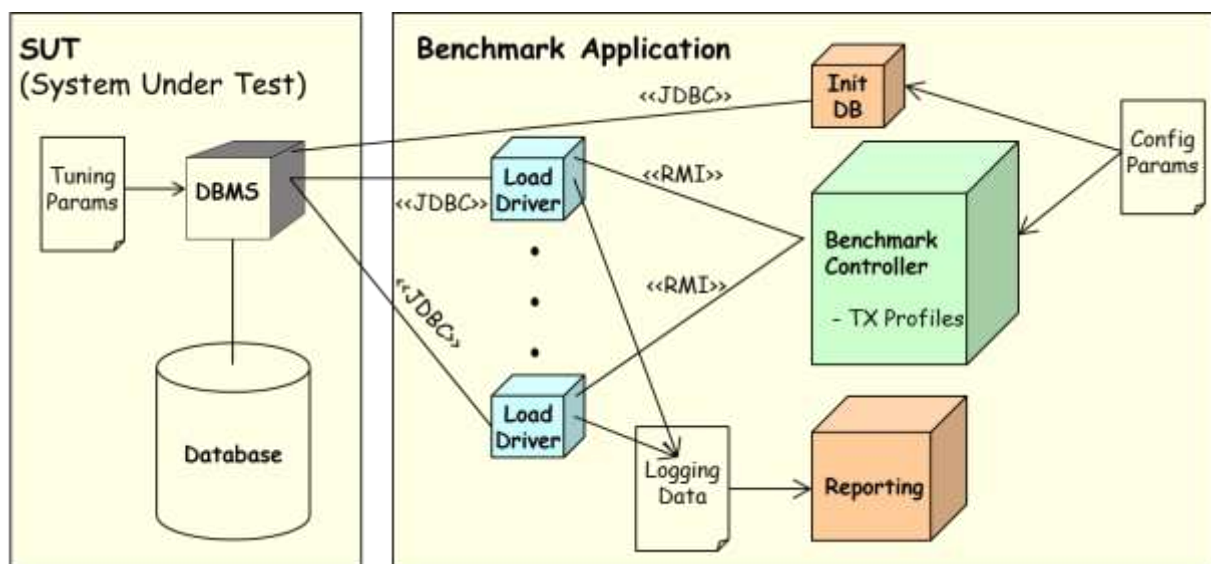 SUT
(System Under Test)
Tuning
Params
DBMS
Database
Benchmark Application
<<JDBC>>
Init
DB
Config
Params
Load
Driver
<<RMI>>
<<JDBC>>
Benchmark
Controller
- TX Profiles
<<RMI>>
<<JDBC>>
Load
Driver
Logging
Data
Reporting